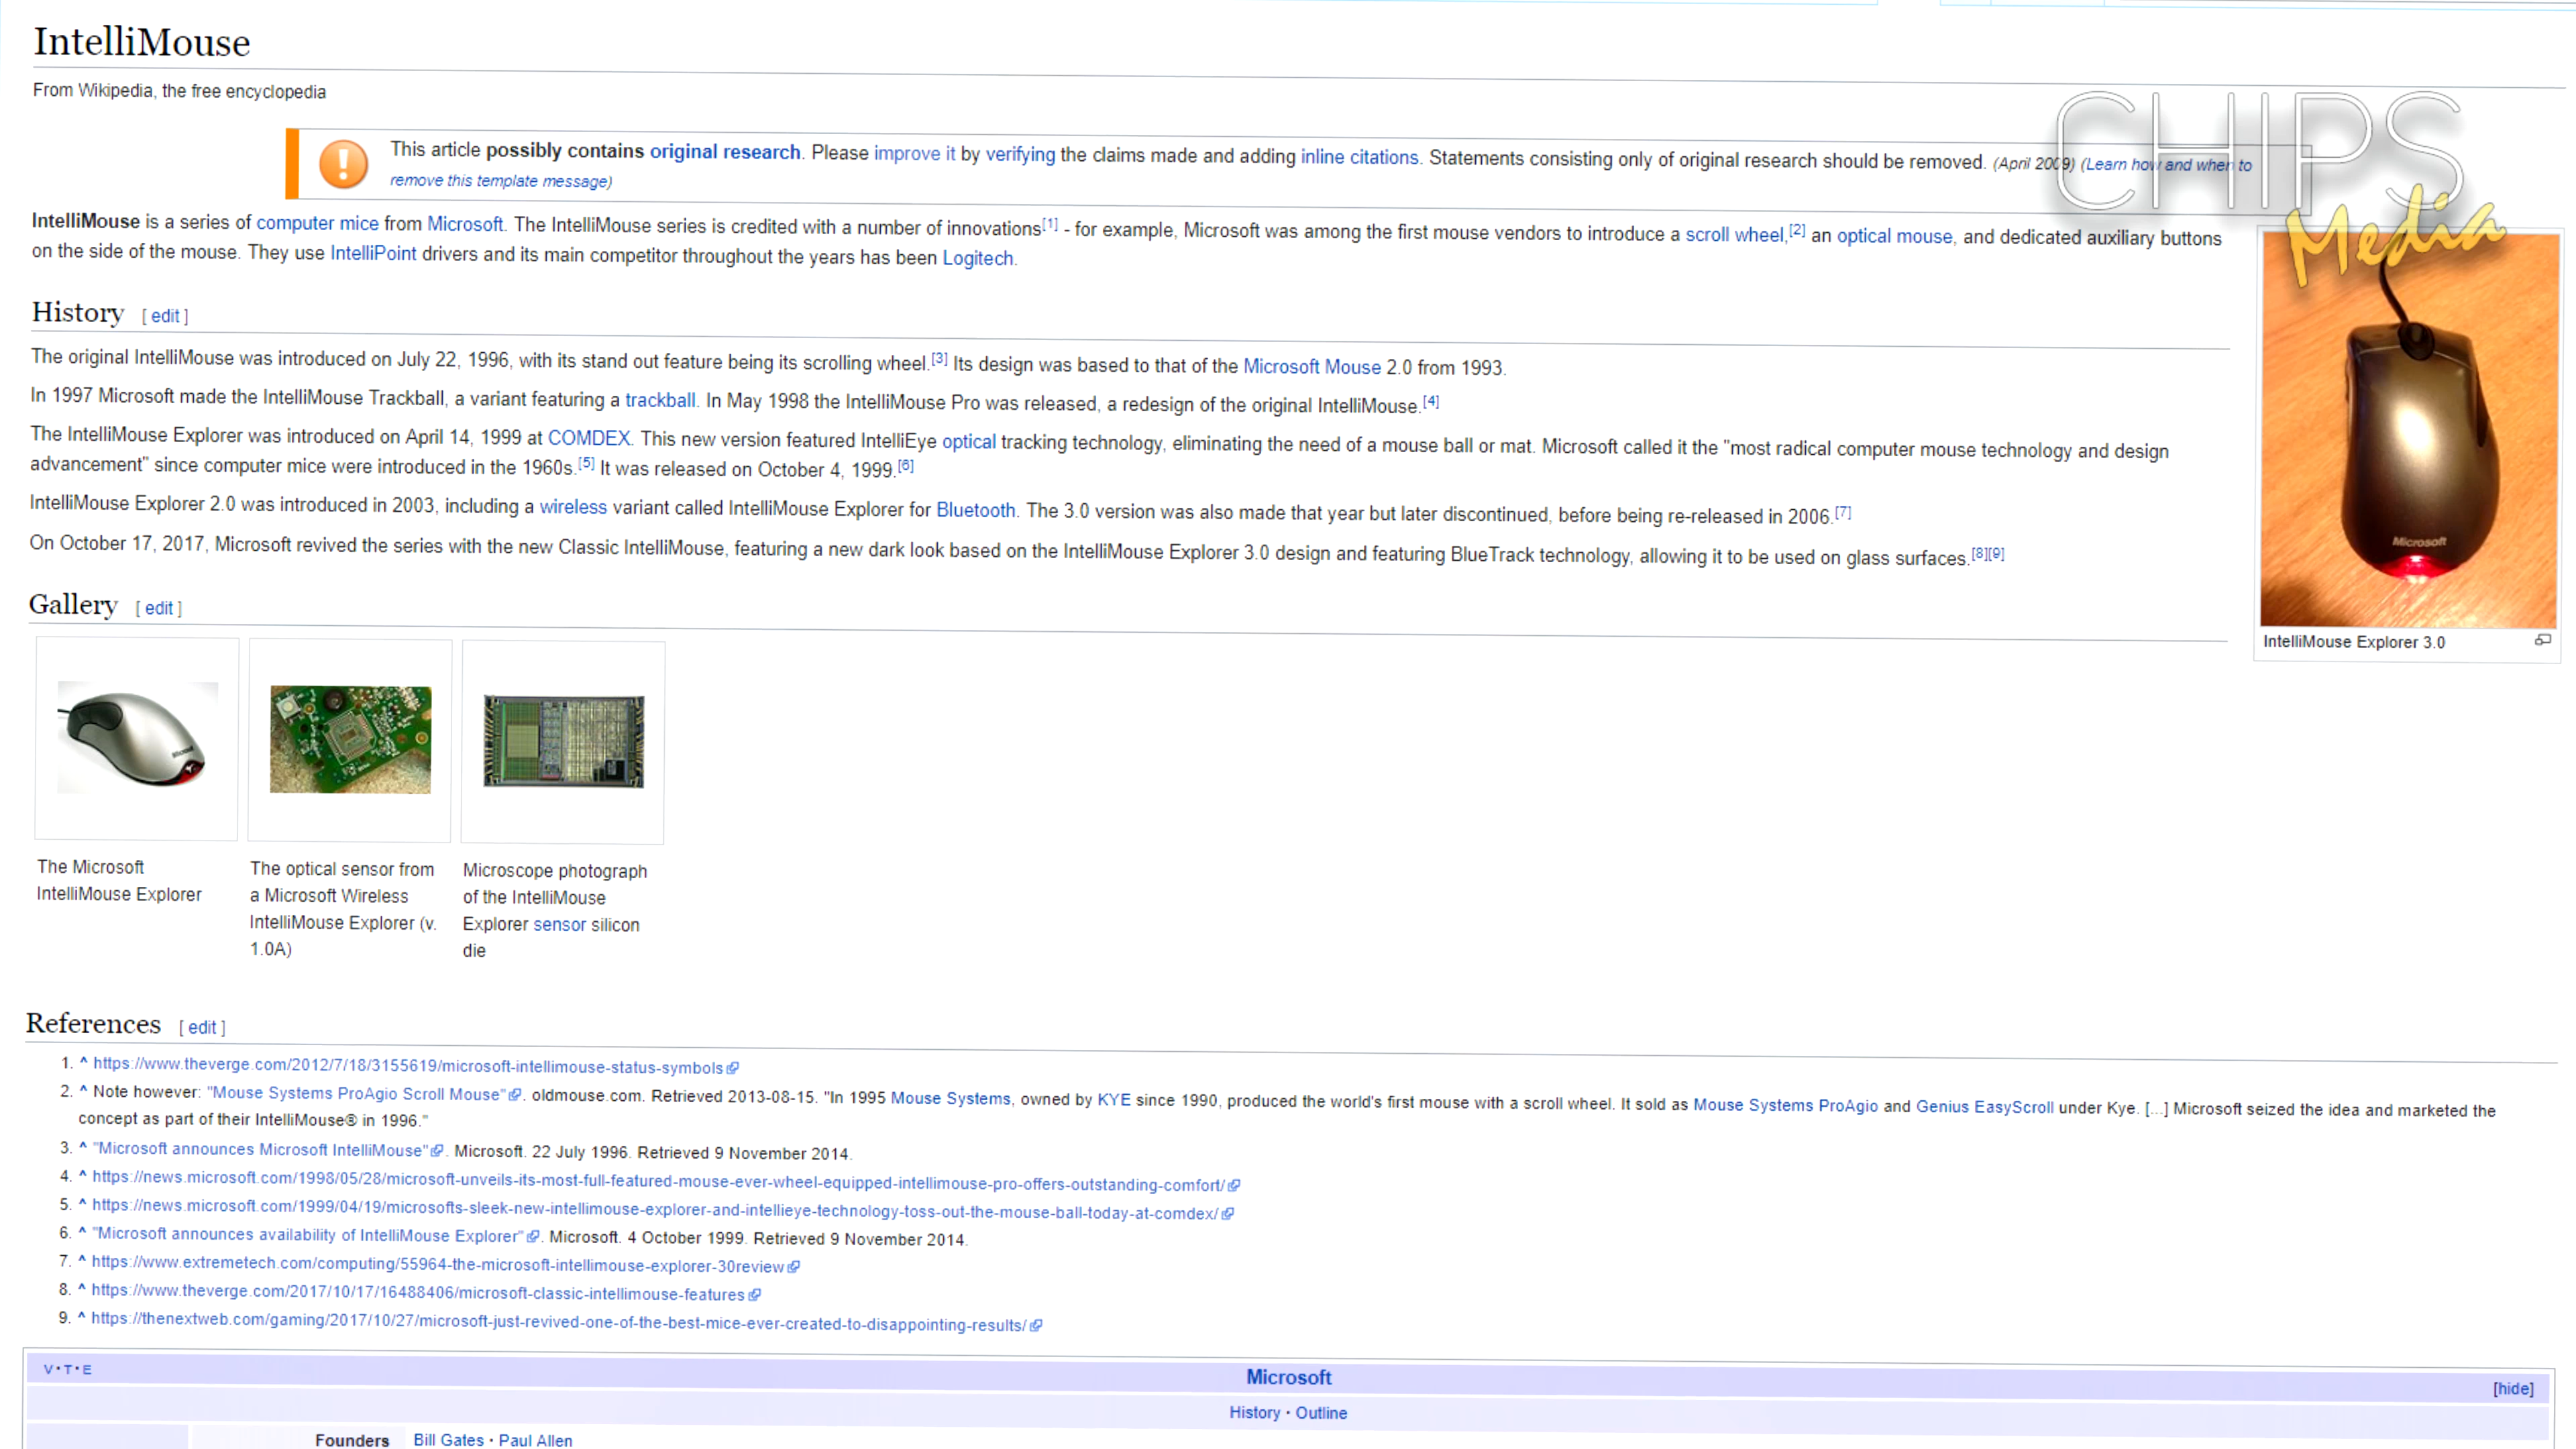 IntelliMouse
From Wikipedia, the free encyclopedia
CHIPS
Media
This article possibly contains original research. Please improve it by verifying the claims made and adding inline citations. Statements consisting only of original research should be removed. (April 2009) (Learn how and when to
remove this template message)
IntelliMouse is a series of computer mice from Microsoft. The IntelliMouse series is credited with a number of innovations[1] - for example, Microsoft was among the first mouse vendors to introduce a scroll wheel,[2] an optical mouse, and dedicated auxiliary buttons
on the side of the mouse. They use IntelliPoint drivers and its main competitor throughout the years has been Logitech.
History [ edit ]
The original IntelliMouse was introduced on July 22, 1996, with its stand out feature being its scrolling wheel.[3] Its design was based to that of the Microsoft Mouse 2.0 from 1993.
In 1997 Microsoft made the IntelliMouse Trackball, a variant featuring a trackball. In May 1998 the IntelliMouse Pro was released, a redesign of the original IntelliMouse.[4]
The IntelliMouse Explorer was introduced on April 14, 1999 at COMDEX. This new version featured IntelliEye optical tracking technology, eliminating the need of a mouse ball or mat. Microsoft called it the "most radical computer mouse technology and design
advancement" since computer mice were introduced in the 1960s.[5] It was released on October 4, 1999.[6]
IntelliMouse Explorer 2.0 was introduced in 2003, including a wireless variant called IntelliMouse Explorer for Bluetooth. The 3.0 version was also made that year but later discontinued, before being re-released in 2006.[7]
On October 17, 2017, Microsoft revived the series with the new Classic IntelliMouse, featuring a new dark look based on the IntelliMouse Explorer 3.0 design and featuring BlueTrack technology, allowing it to be used on glass surfaces.[8][9]
Microsoft
IntelliMouse Explorer 3.0
Gallery [ edit ]
Microsoft
The Microsoft
IntelliMouse Explorer
The optical sensor from
a Microsoft Wireless
IntelliMouse Explorer (v.
1.0A)
Microscope photograph
of the IntelliMouse
Explorer sensor silicon
die
References [ edit ]
1. ^ https://www.theverge.com/2012/7/18/3155619/microsoft-intellimouse-status-symbols
2. ^ Note however: "Mouse Systems ProAgio Scroll Mouse". oldmouse.com. Retrieved 2013-08-15. "In 1995 Mouse Systems, owned by KYE since 1990, produced the world's first mouse with a scroll wheel. It sold as Mouse Systems ProAgio and Genius EasyScroll under Kye. [...] Microsoft seized the idea and marketed the
concept as part of their IntelliMouse® in 1996."
3. ^ "Microsoft announces Microsoft IntelliMouse". Microsoft. 22 July 1996. Retrieved 9 November 2014.
4. ^ https://news.microsoft.com/1998/05/28/microsoft-unveils-its-most-full-featured-mouse-ever-wheel-equipped-intellimouse-pro-offers-outstanding-comfort/
5. ^ https://news.microsoft.com/1999/04/19/microsofts-sleek-new-intellimouse-explorer-and-intellieye-technology-toss-out-the-mouse-ball-today-at-comdex/
6. ^ "Microsoft announces availability of IntelliMouse Explorer". Microsoft. 4 October 1999. Retrieved 9 November 2014.
7. ^ https://www.extremetech.com/computing/55964-the-microsoft-intellimouse-explorer-30review
8. ^ https://www.theverge.com/2017/10/17/16488406/microsoft-classic-intellimouse-features
9. ^ https://thenextweb.com/gaming/2017/10/27/microsoft-just-revived-one-of-the-best-mice-ever-created-to-disappointing-results/
V·T·E Microsoft [hide]
History · Outline
Founders Bill Gates · Paul Allen